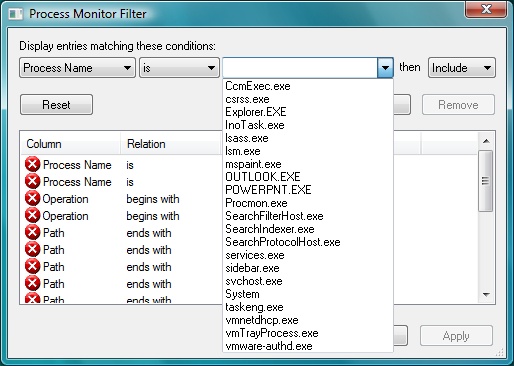 Process Monitor Filter
Display entries matching these conditions:
Process Name is then Include
Reset Remove
Column Relation
Process Name is
Process Name is
Operation begins with
Operation begins with
Path ends with
Path ends with
Path ends with
Path ends with
Path ends with
CcmExec.exe
csrss.exe
Explorer.EXE
InoTask.exe
lsass.exe
lsm.exe
mspaint.exe
OUTLOOK.EXE
POWERPNT.EXE
Procmon.exe
SearchFilterHost.exe
SearchIndexer.exe
SearchProtocolHost.exe
services.exe
sidebar.exe
svchost.exe
System
taskeng.exe
vmnetdhcp.exe
vmTrayProcess.exe
vmware-authd.exe
Apply